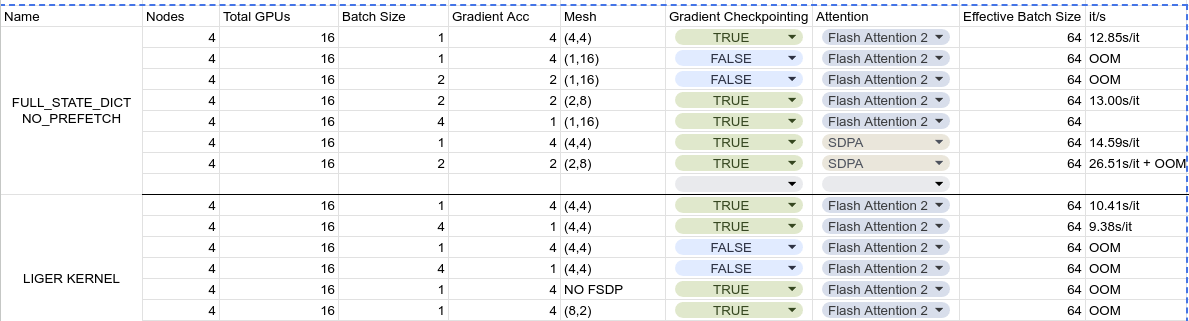 Name Nodes Total GPUs Batch Size Gradient Acc Mesh Gradient Checkpointing Attention Effective Batch Size it/s
FULL_STATE_DICT
NO_PREFETCH
4 16 1 4 (4,4) TRUE Flash Attention 2 64 12.85s/it
4 16 1 4 (1,16) FALSE Flash Attention 2 64 OOM
4 16 2 2 (1,16) FALSE Flash Attention 2 64 OOM
4 16 2 2 (2,8) TRUE Flash Attention 2 64 13.00s/it
4 16 4 1 (1,16) TRUE Flash Attention 2 64
4 16 1 4 (4,4) TRUE SDPA 64 14.59s/it
4 16 2 2 (2,8) TRUE SDPA 64 26.51s/it + OOM
LIGER KERNEL
4 16 1 4 (4,4) TRUE Flash Attention 2 64 10.41s/it
4 16 4 1 (4,4) TRUE Flash Attention 2 64 9.38s/it
4 16 1 4 (4,4) FALSE Flash Attention 2 64 OOM
4 16 4 1 (4,4) FALSE Flash Attention 2 64 OOM
4 16 1 4 NO FSDP TRUE Flash Attention 2 64 OOM
4 16 1 4 (8,2) TRUE Flash Attention 2 64 OOM